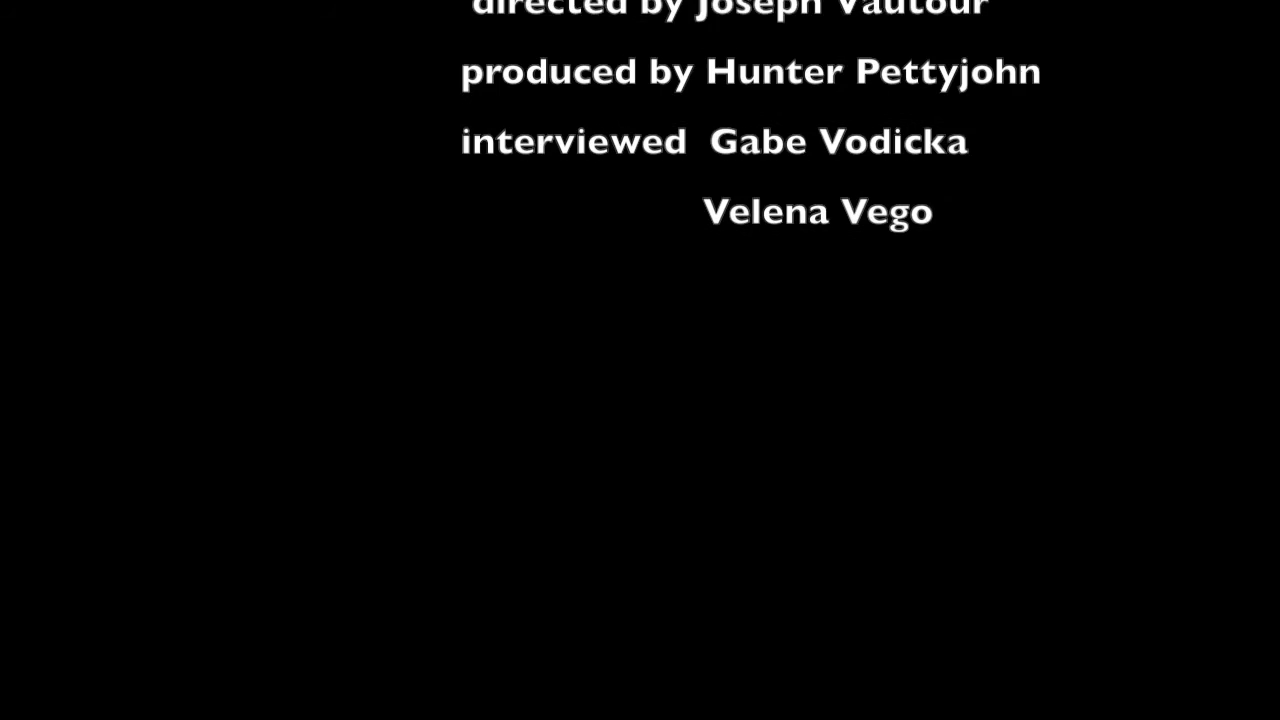 directed by Joseph Vautour
produced by Hunter Pettyjohn
interviewed Gabe Vodicka
Velena Vego